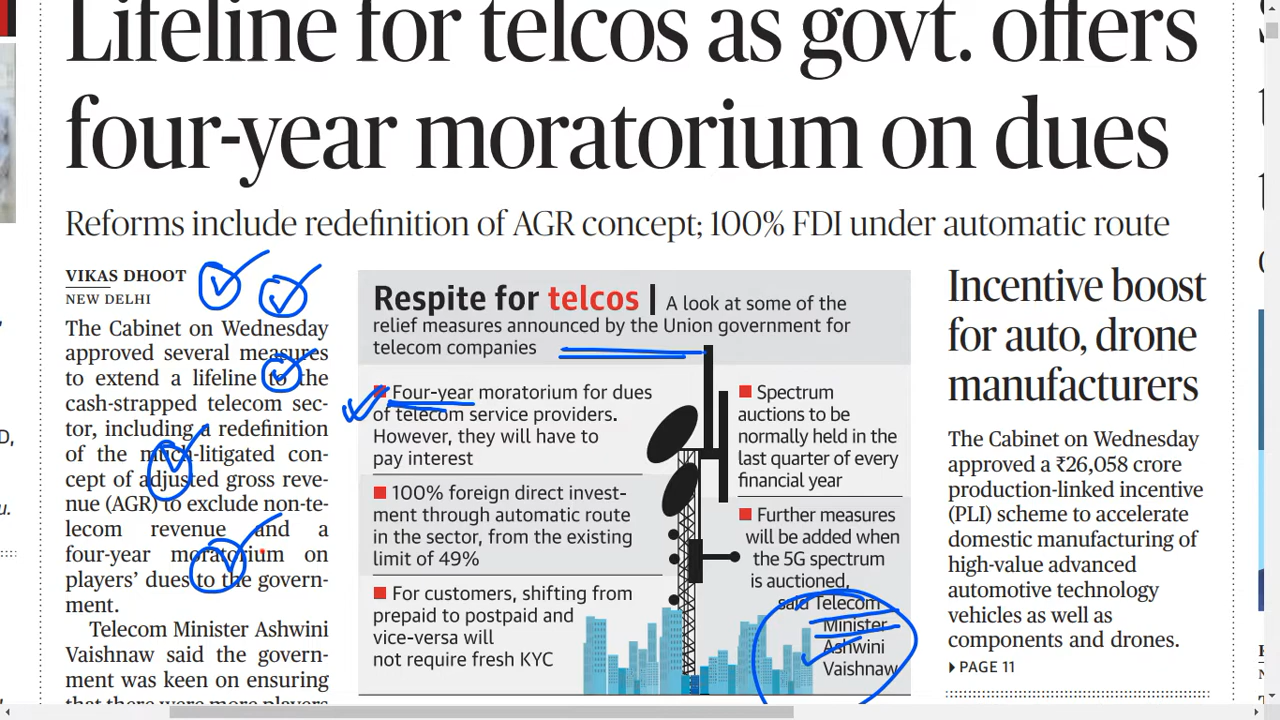 Lifeline for telcos as govt. offers
four-year moratorium on dues
Reforms include redefinition of AGR concept; 100% FDI under automatic route
VIKAS DHOOT
NEW DELHI
The Cabinet on Wednesday
approved several measures
to extend a lifeline to the
cash-strapped telecom sec-
tor, including a redefinition
of the much-litigated con-
cept of adjusted gross reve-
nue (AGR) to exclude non-te-
lecom revenue and a
four-year moratorium on
players’ dues to the govern-
ment.
Telecom Minister Ashwini
Vaishnaw said the govern-
ment was keen on ensuring
that there were more players
Respite for telcos | A look at some of the
relief measures announced by the Union government for
telecom companies
Four-year moratorium for dues
of telecom service providers.
However, they will have to
pay interest
100% foreign direct invest-
ment through automatic route
in the sector, from the existing
limit of 49%
For customers, shifting from
prepaid to postpaid and
vice-versa will
not require fresh KYC
Spectrum
auctions to be
normally held in the
last quarter of every
financial year
Further measures
will be added when
the 5G spectrum
is auctioned,
said Telecom
Minister
Ashwini
Vaishnaw
Incentive boost
for auto, drone
manufacturers
The Cabinet on Wednesday
approved a ₹26,058 crore
production-linked incentive
(PLI) scheme to accelerate
domestic manufacturing of
high-value advanced
automotive technology
vehicles as well as
components and drones.
PAGE 11
D,
u.